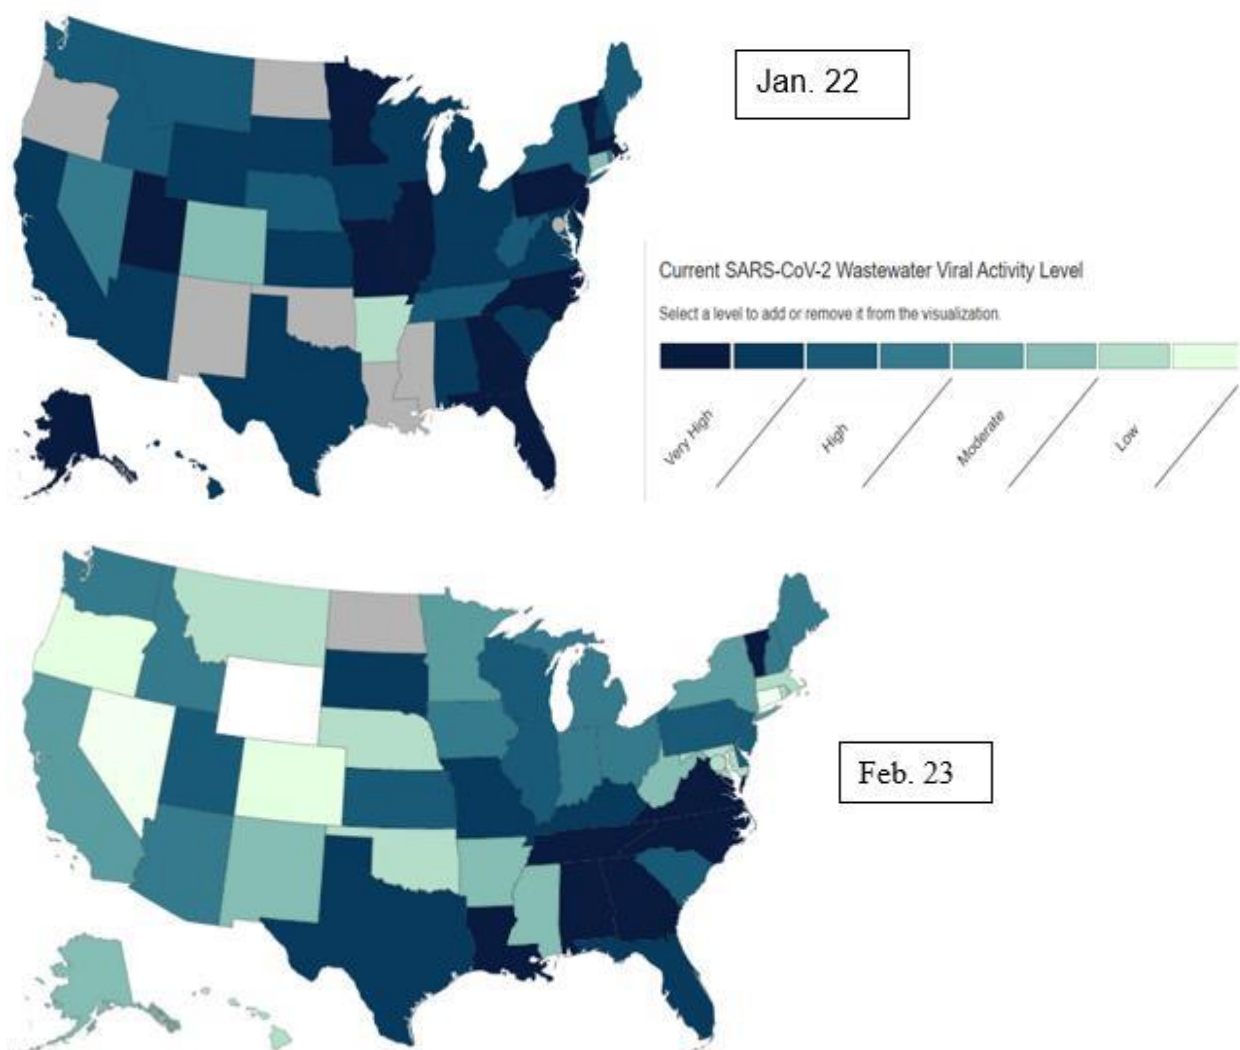 Jan. 22
Current SARS-CoV-2 Wastewater Viral Activity Level
Select a level to add or remove it from the visualization.
Very High
High
Moderate
Low
Feb. 23